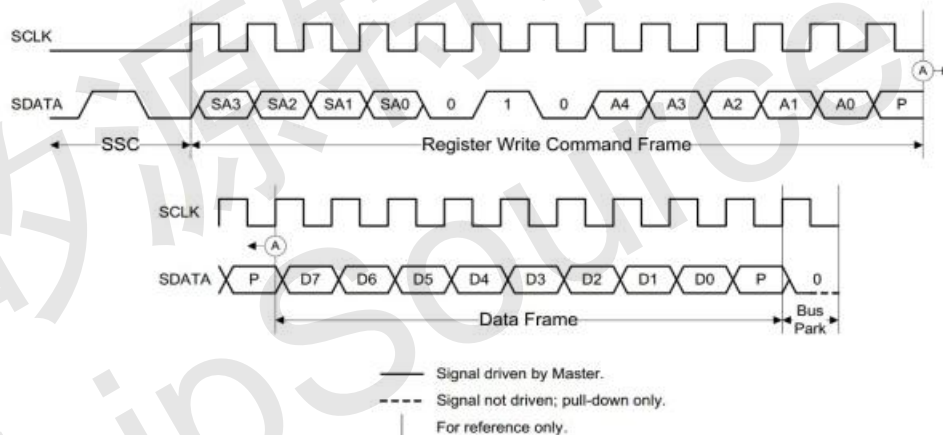 SCLK
A
SDATA SA3 SA2 SA1 SA0 0 1 0 A4 A3 A2 A1 A0 P
SSC Register Write Command Frame
SCLK
A
SDATA P D7 D6 D5 D4 D3 D2 D1 D0 P 0
Data Frame
Bus
Park
Signal driven by Master.
Signal not driven; pull-down only.
For reference only.